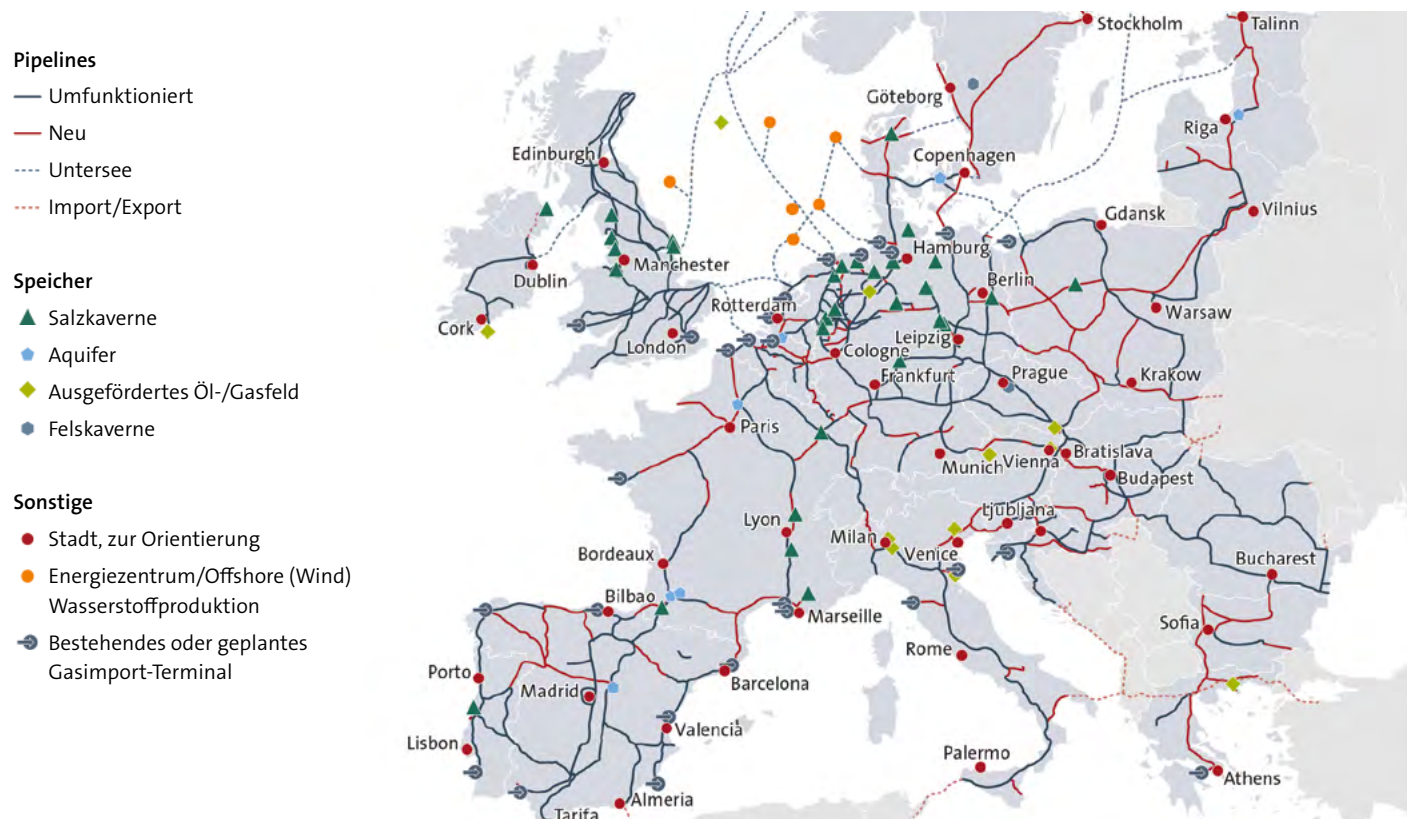 Pipelines
Umfunktioniert
Neu
Untersee
Import/Export
Speicher
Salzkaverne
Aquifer
Ausgefördertes Öl-/Gasfeld
Felskaverne
Sonstige
Stadt, zur Orientierung
Energiezentrum/Offshore (Wind)
Wasserstoffproduktion
Bestehendes oder geplantes
Gasimport-Terminal
Stockholm
Talinn
Göteborg
Riga
Edinburgh
Copenhagen
Vilnius
Gdansk
Hamburg
Manchester
Dublin
Berlin
Rotterdam
Warsaw
Cork
London
Leipzig
Cologne
Frankfurt
Prague
Krakow
Paris
Munich
Vienna
Bratislava
Budapest
Lyon
Ljubljana
Milan
Venice
Bordeaux
Bucharest
Bilbao
Marseille
Sofia
Rome
Porto
Madrid
Barcelona
Valencia
Lisbon
Palermo
Athens
Almeria
Tarifa